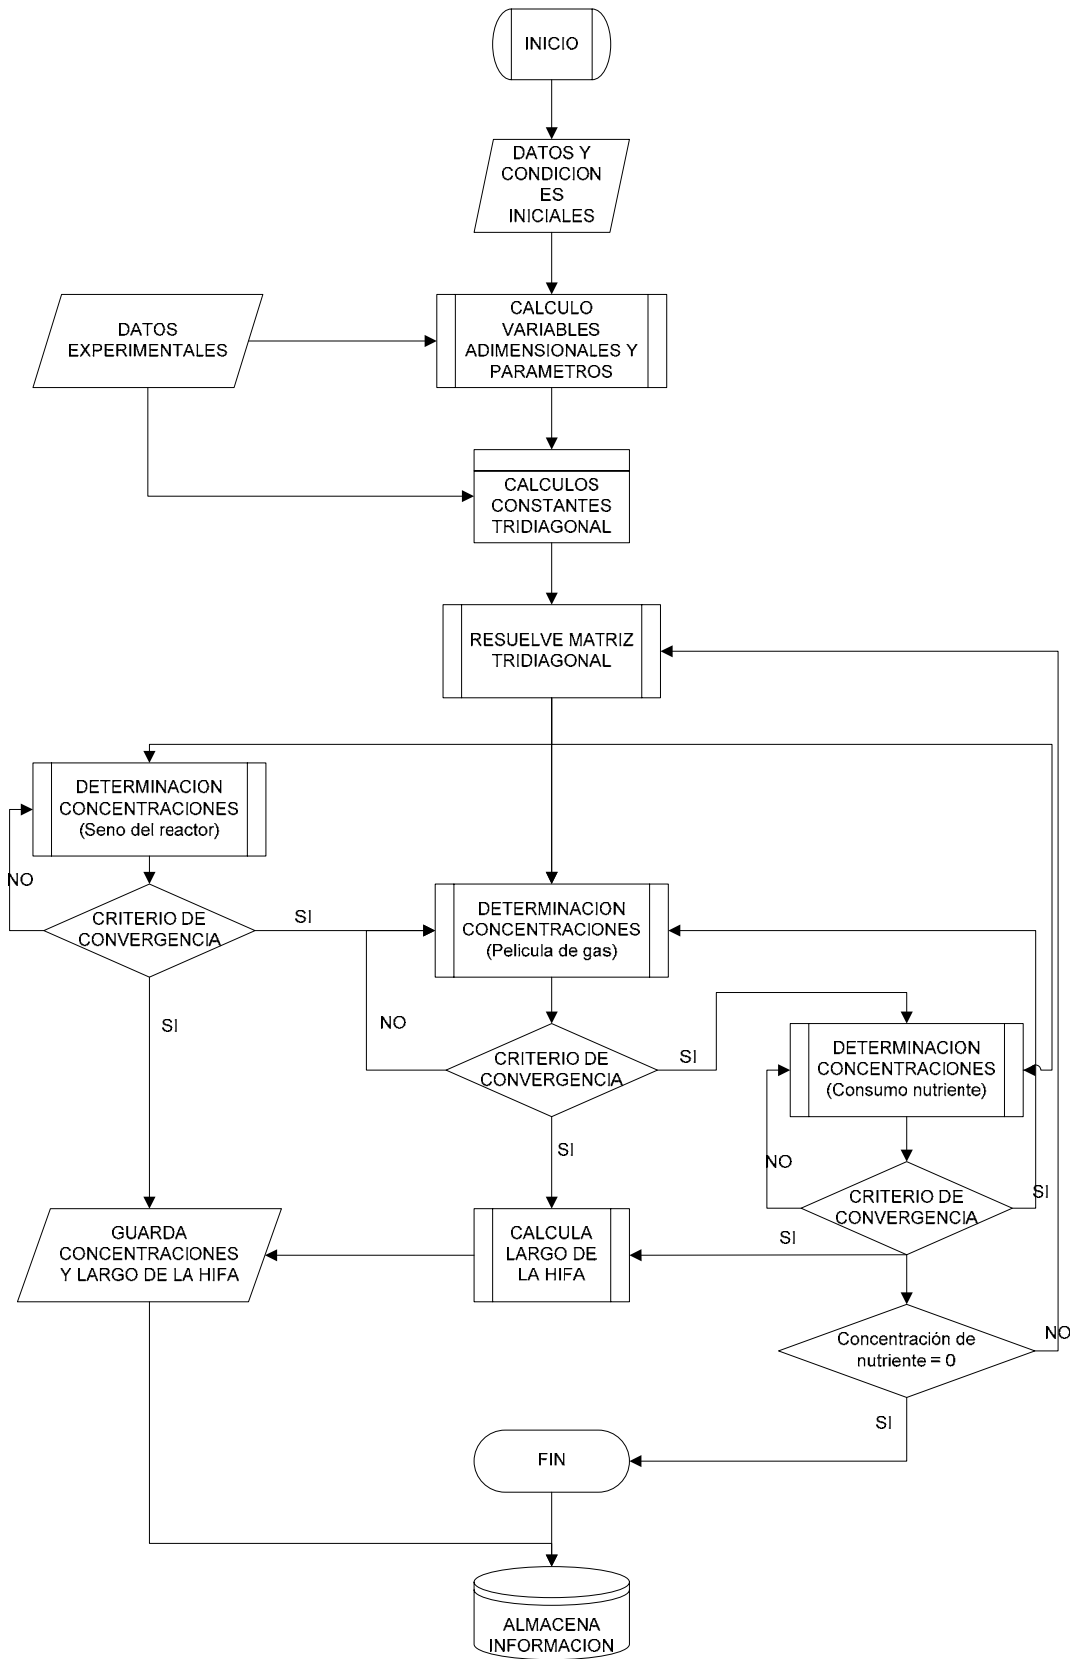 INICIO
DATOS Y
CONDICION
ES
INICIALES
DATOS
EXPERIMENTALES
CALCULO
VARIABLES
ADIMENSIONALES Y
PARAMETROS
CALCULOS
CONSTANTES
TRIDIAGONAL
RESUELVE MATRIZ
TRIDIAGONAL
DETERMINACION
CONCENTRACIONES
(Seno del reactor)
NO
CRITERIO DE
CONVERGENCIA
SI
SI
DETERMINACION
CONCENTRACIONES
(Pelicula de gas)
NO
CRITERIO DE
CONVERGENCIA
SI
SI
DETERMINACION
CONCENTRACIONES
(Consumo nutriente)
NO
CRITERIO DE
CONVERGENCIA
SI
SI
GUARDA
CONCENTRACIONES
Y LARGO DE LA HIFA
CALCULA
LARGO DE
LA HIFA
Concentración de
nutriente = 0
NO
SI
FIN
ALMACENA
INFORMACION